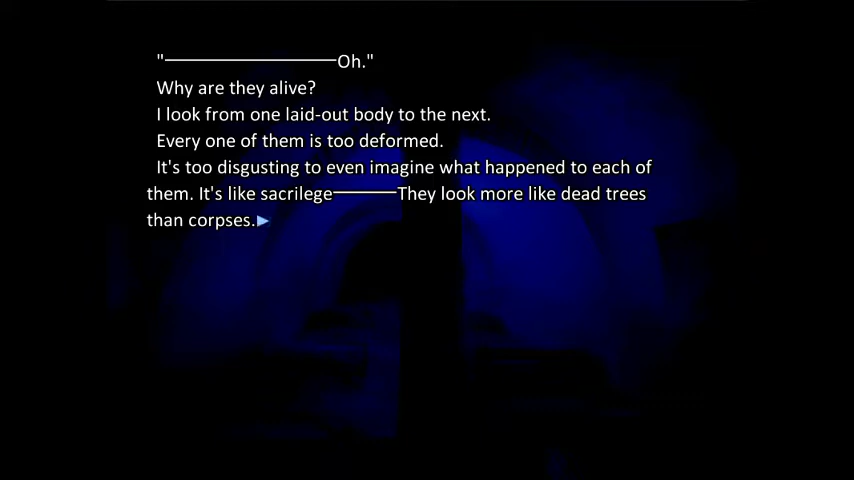 "————————Oh."
Why are they alive?
I look from one laid-out body to the next.
Every one of them is too deformed.
It's too disgusting to even imagine what happened to each of
them. It's like sacrilege———They look more like dead trees
than corpses.